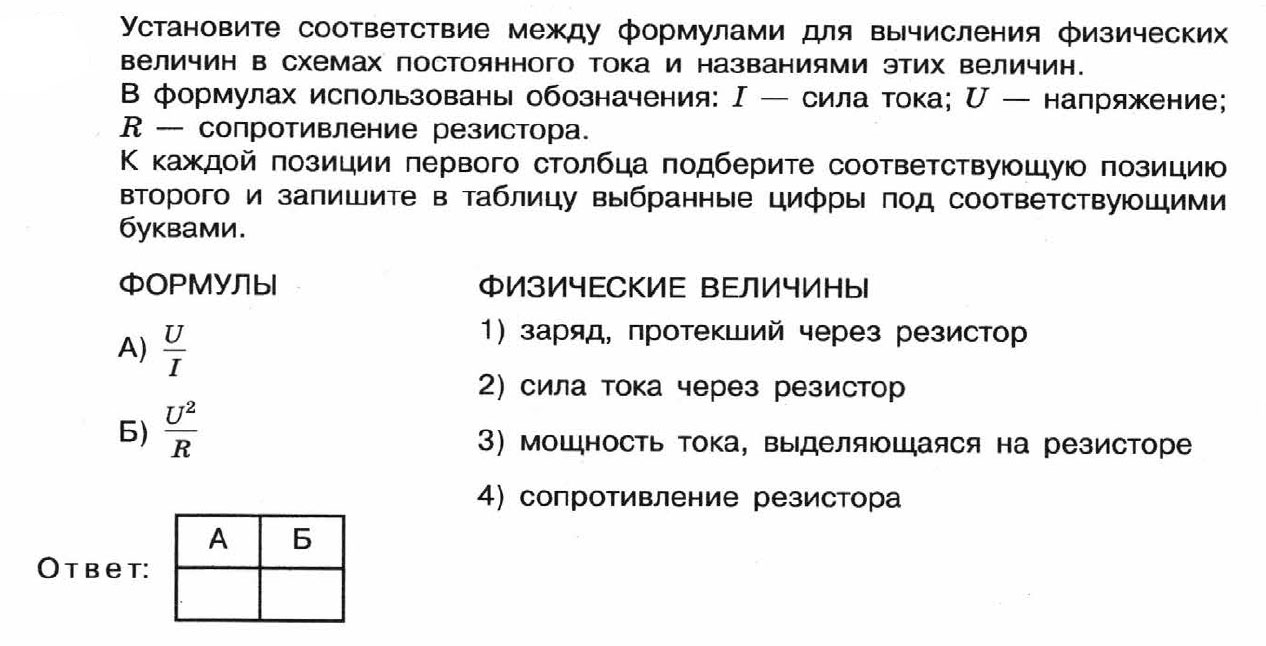 Установите соответствие между формулами для вычисления физических
величин в схемах постоянного тока и названиями этих величин.
В формулах использованы обозначения: I — сила тока; U — напряжение;
R — сопротивление резистора.
К каждой позиции первого столбца подберите соответствующую позицию
второго и запишите в таблицу выбранные цифры под соответствующими
буквами.
ФОРМУЛЫ
А) U/I
Б) U²/R
ФИЗИЧЕСКИЕ ВЕЛИЧИНЫ
1) заряд, протекший через резистор
2) сила тока через резистор
3) мощность тока, выделяющаяся на резисторе
4) сопротивление резистора
Ответ:
А Б